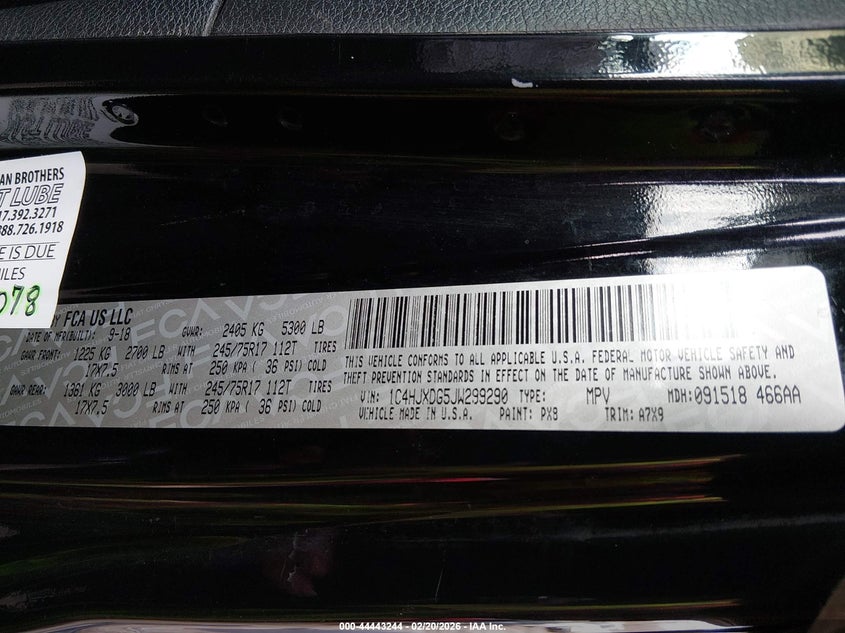 AN BROTHERS
T LUBE
17.392.3271
888.726.1918
E IS DUE
MILES
078
BY FCA US LLC
DATE OF MFR(BUILT): 9-18 GVWR: 2405 KG 5300 LB
GAWR FRONT: 1225 KG 2700 LB WITH 245/75R17 112T TIRES
17X7.5 RIMS AT 250 KPA ( 36 PSI) COLD
GAWR REAR: 1361 KG 3000 LB WITH 245/75R17 112T TIRES
17X7.5 RIMS AT 250 KPA ( 36 PSI) COLD
THIS VEHICLE CONFORMS TO ALL APPLICABLE U.S.A. FEDERAL MOTOR VEHICLE SAFETY AND
THEFT PREVENTION STANDARDS IN EFFECT ON THE DATE OF MANUFACTURE SHOWN ABOVE.
VIN: 1C4HJXDG5JW299290 TYPE: MPV MDH: 091518 466AA
VEHICLE MADE IN U.S.A. PAINT: PX9 TRIM: A7X9
000-44443244 - 02/20/2026 - IAA Inc.